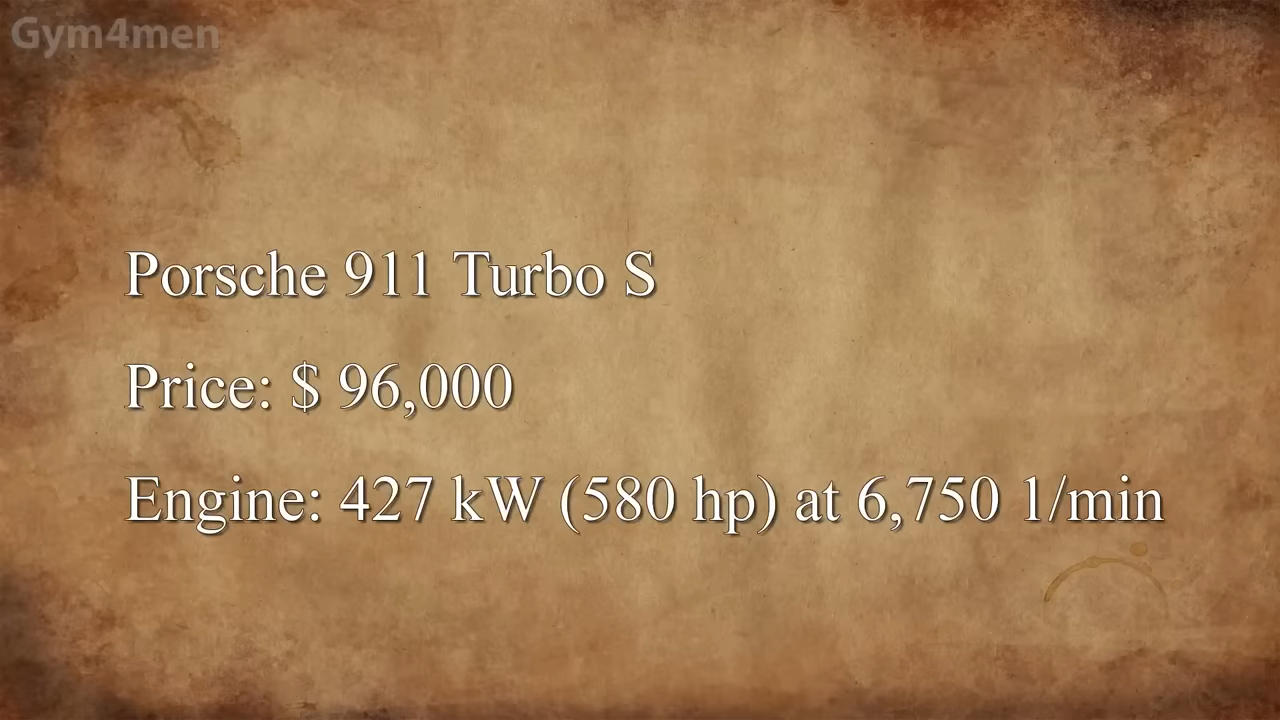 Gym4men
Porsche 911 Turbo S
Price: $ 96,000
Engine: 427 kW (580 hp) at 6,750 1/min